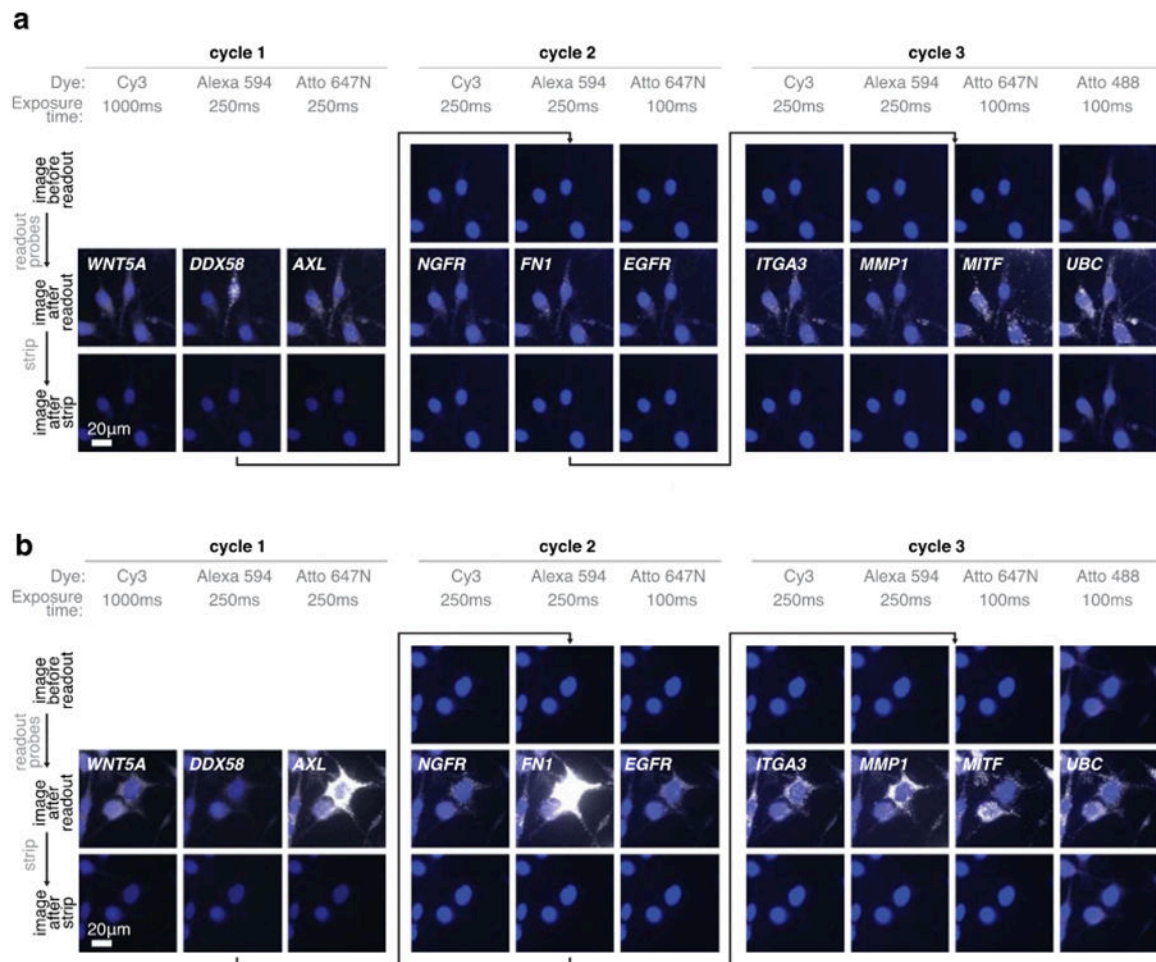 a
cycle 1 cycle 2 cycle 3
Dye: Cy3 Alexa 594 Atto 647N Cy3 Alexa 594 Atto 647N Cy3 Alexa 594 Atto 647N Atto 488
Exposure time: 1000ms 250ms 250ms 250ms 250ms 100ms 250ms 250ms 100ms 100ms
image before readout
readout probes
WNT5A DDX58 AXL NGFR FN1 EGFR ITGA3 MMP1 MITF UBC
image after readout
strip
image after strip
20μm
b
cycle 1 cycle 2 cycle 3
Dye: Cy3 Alexa 594 Atto 647N Cy3 Alexa 594 Atto 647N Cy3 Alexa 594 Atto 647N Atto 488
Exposure time: 1000ms 250ms 250ms 250ms 250ms 100ms 250ms 250ms 100ms 100ms
image before readout
readout probes
WNT5A DDX58 AXL NGFR FN1 EGFR ITGA3 MMP1 MITF UBC
image after readout
strip
image after strip
20μm